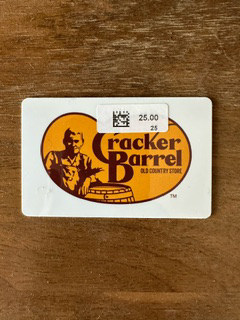 25.00
25
Cracker
Barrel
OLD COUNTRY STORE
TM